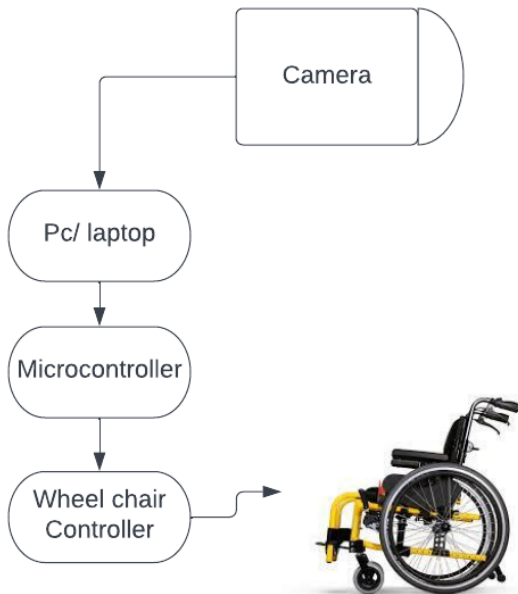 Camera
Pc/ laptop
Microcontroller
Wheel chair
Controller